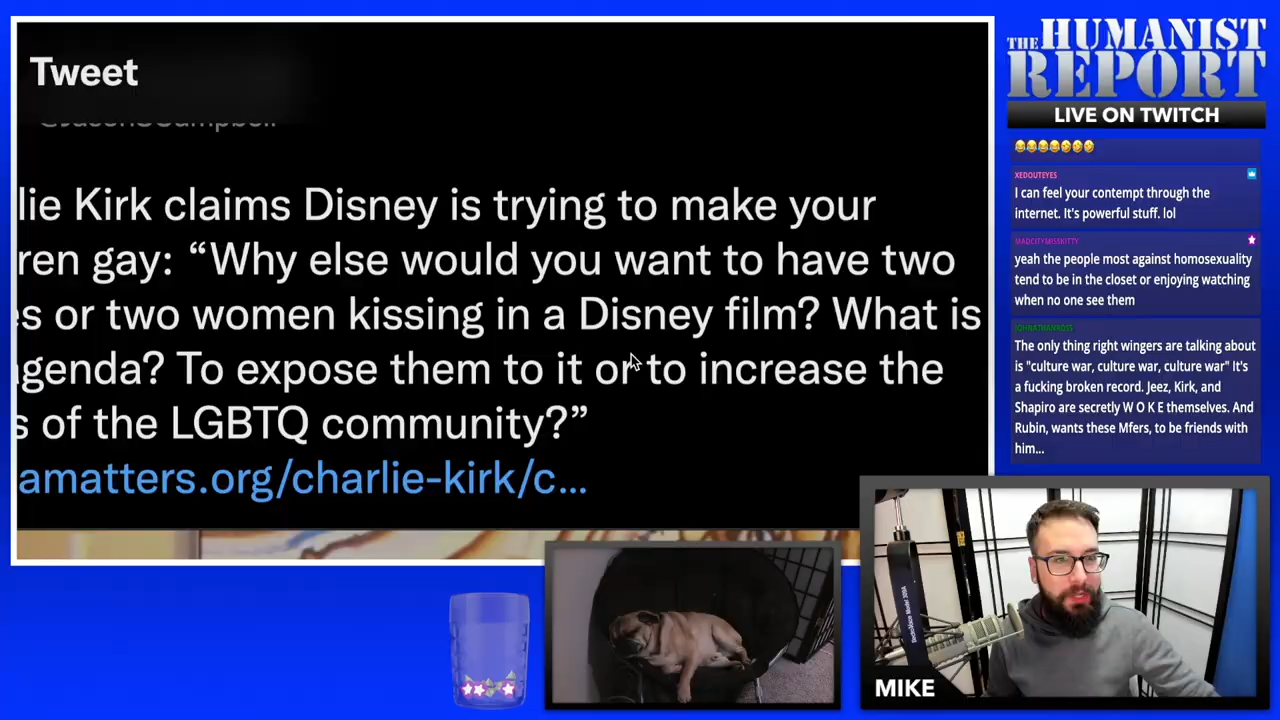 Tweet
lie Kirk claims Disney is trying to make your
ren gay: “Why else would you want to have two
s or two women kissing in a Disney film? What is
genda? To expose them to it or to increase the
s of the LGBTQ community?”
amatters.org/charlie-kirk/c...
THE HUMANIST
REPORT
LIVE ON TWITCH
XEDOUTEYES
I can feel your contempt through the
internet. It's powerful stuff. lol
MADCITYMISSKITTY
yeah the people most against homosexuality
tend to be in the closet or enjoying watching
when no one see them
JOHNATHANROSS
The only thing right wingers are talking about
is "culture war, culture war, culture war" It's
a fucking broken record. Jeez, Kirk, and
Shapiro are secretly W O K E themselves. And
Rubin, wants these Mfers, to be friends with
him...
MIKE